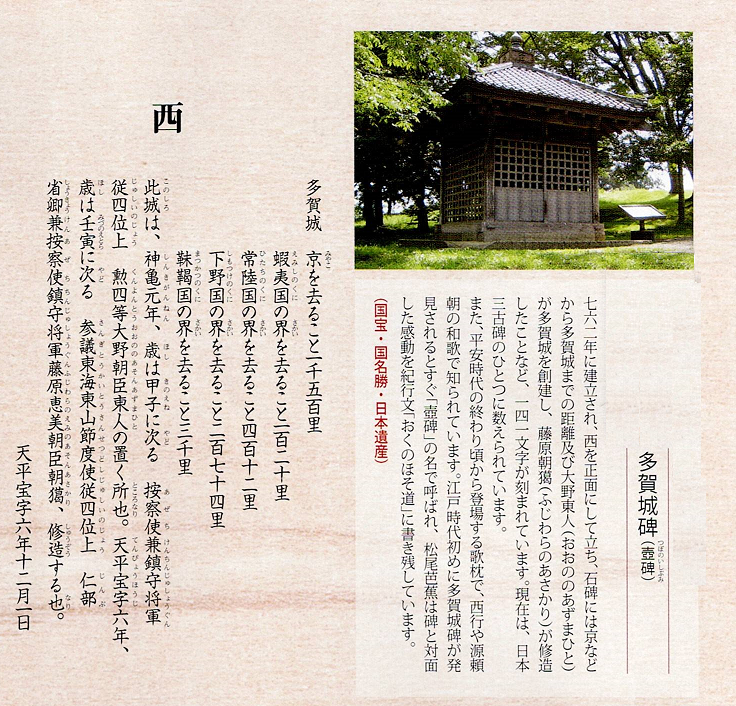 多賀城碑(壺碑)
七六二年に建立され、西を正面にして立ち、石碑には京など
から多賀城までの距離及び大野東人(おおののあずまひと)
が多賀城を創建し、藤原朝獦(ふじわらのあさかり)が修造
したことなど、一四一文字が刻まれています。現在は、日本
三古碑のひとつに数えられています。
また、平安時代の終わり頃から登場する歌枕で、西行や源頼
朝の和歌で知られています。江戸時代初めに多賀城碑が発
見されるとすぐ「壺碑」の名で呼ばれ、松尾芭蕉は碑と対面
した感動を紀行文「おくのほそ道」に書き残しています。
(国宝・国名勝・日本遺産)
西
多賀城 京を去ること一千五百里
蝦夷国の界を去ること一百二十里
常陸国の界を去ること四百十二里
下野国の界を去ること二百七十四里
靺鞨国の界を去ること三千里
此城は、神亀元年、歳は甲子に次る 按察使兼鎮守将軍
従四位上 勲四等大野朝臣東人の置く所也。天平宝字六年、
歳は壬寅に次る 参議東海東山節度使従四位上 仁部
省卿兼按察使鎮守将軍藤原恵美朝臣朝獦、修造する也。
天平宝字六年十二月一日